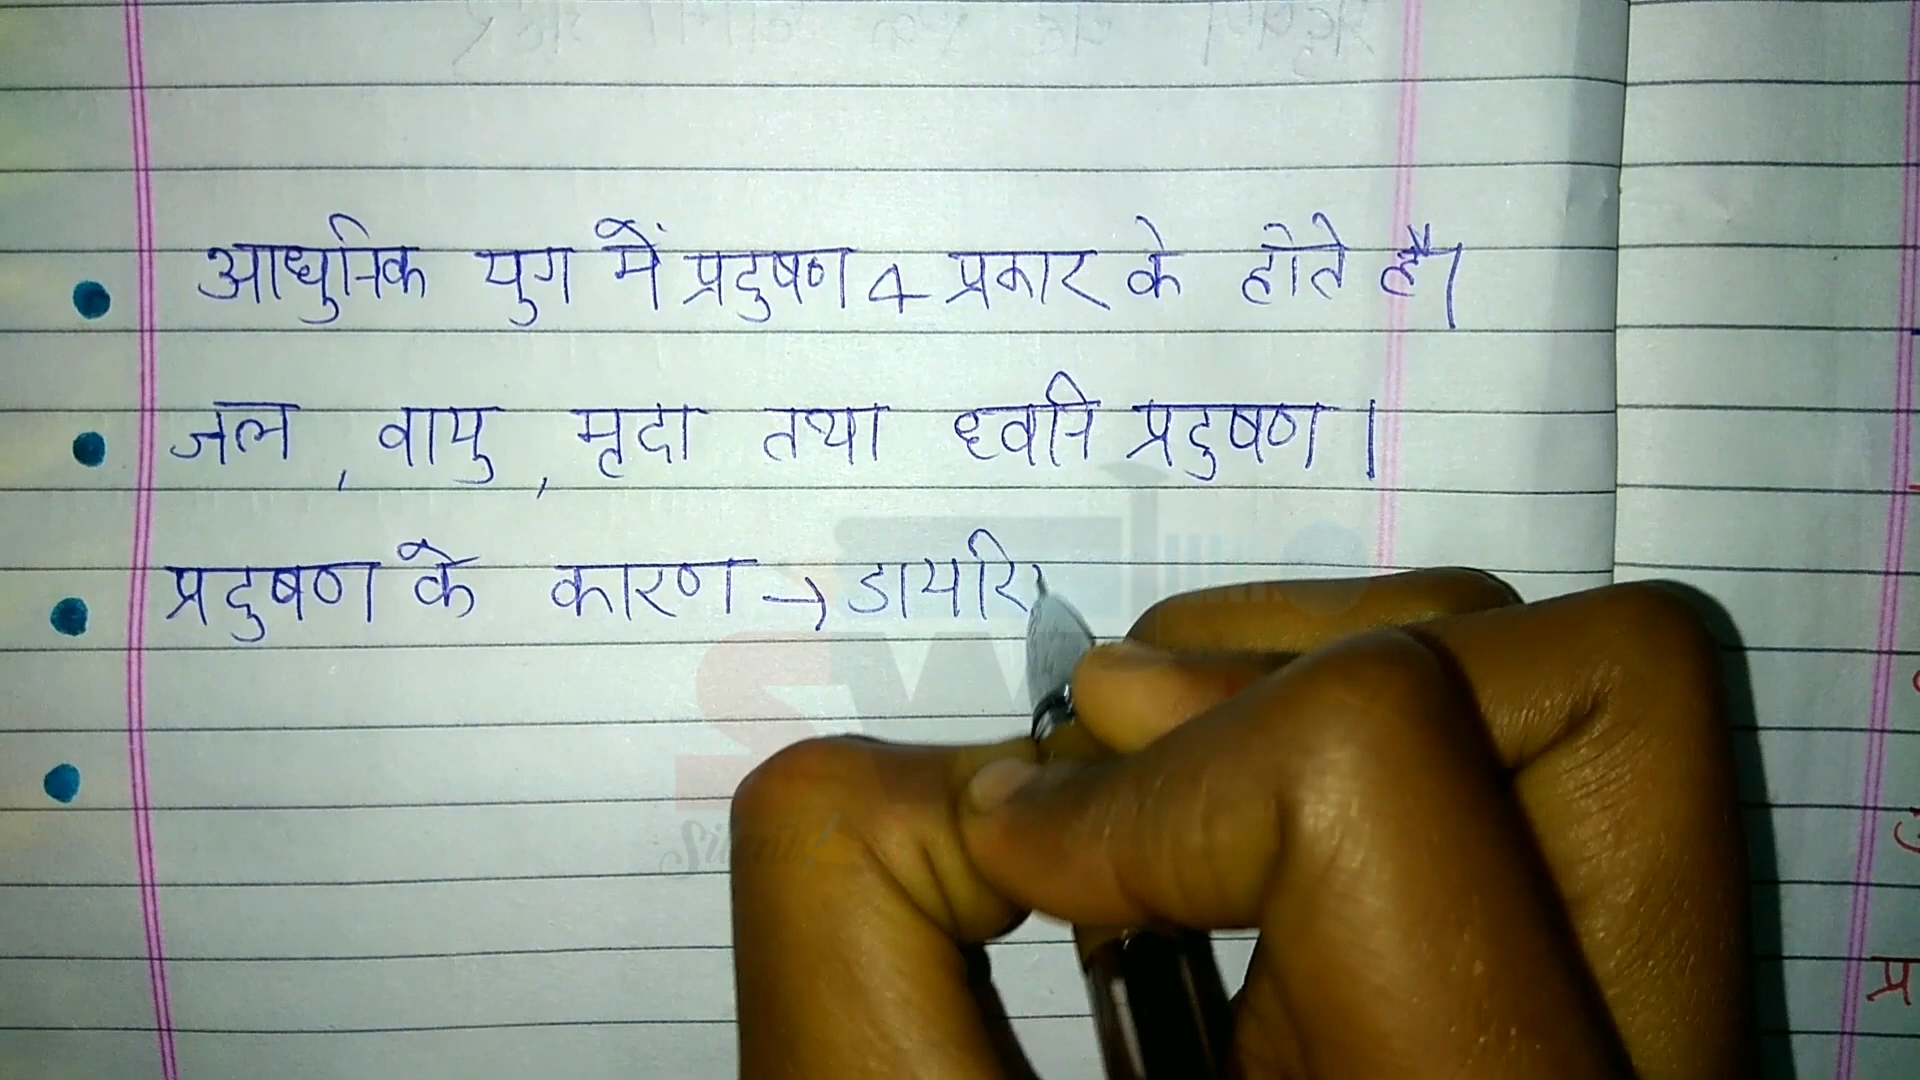 आधुनिक युग में प्रदुषण 4 प्रकार के होते है।
जल , वायु , मृदा तथा ध्वनि प्रदुषण ।
प्रदुषण के कारण → डायरि
प्र